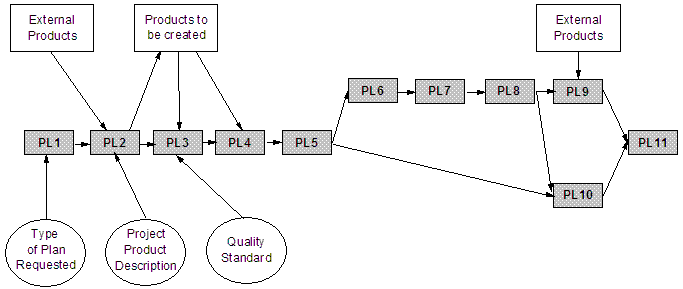 External
Products
Products to
be created
External
Products
PL6
PL7
PL8
PL9
PL1
PL2
PL3
PL4
PL5
PL11
PL10
Type
of Plan
Requested
Project
Product
Description
Quality
Standard